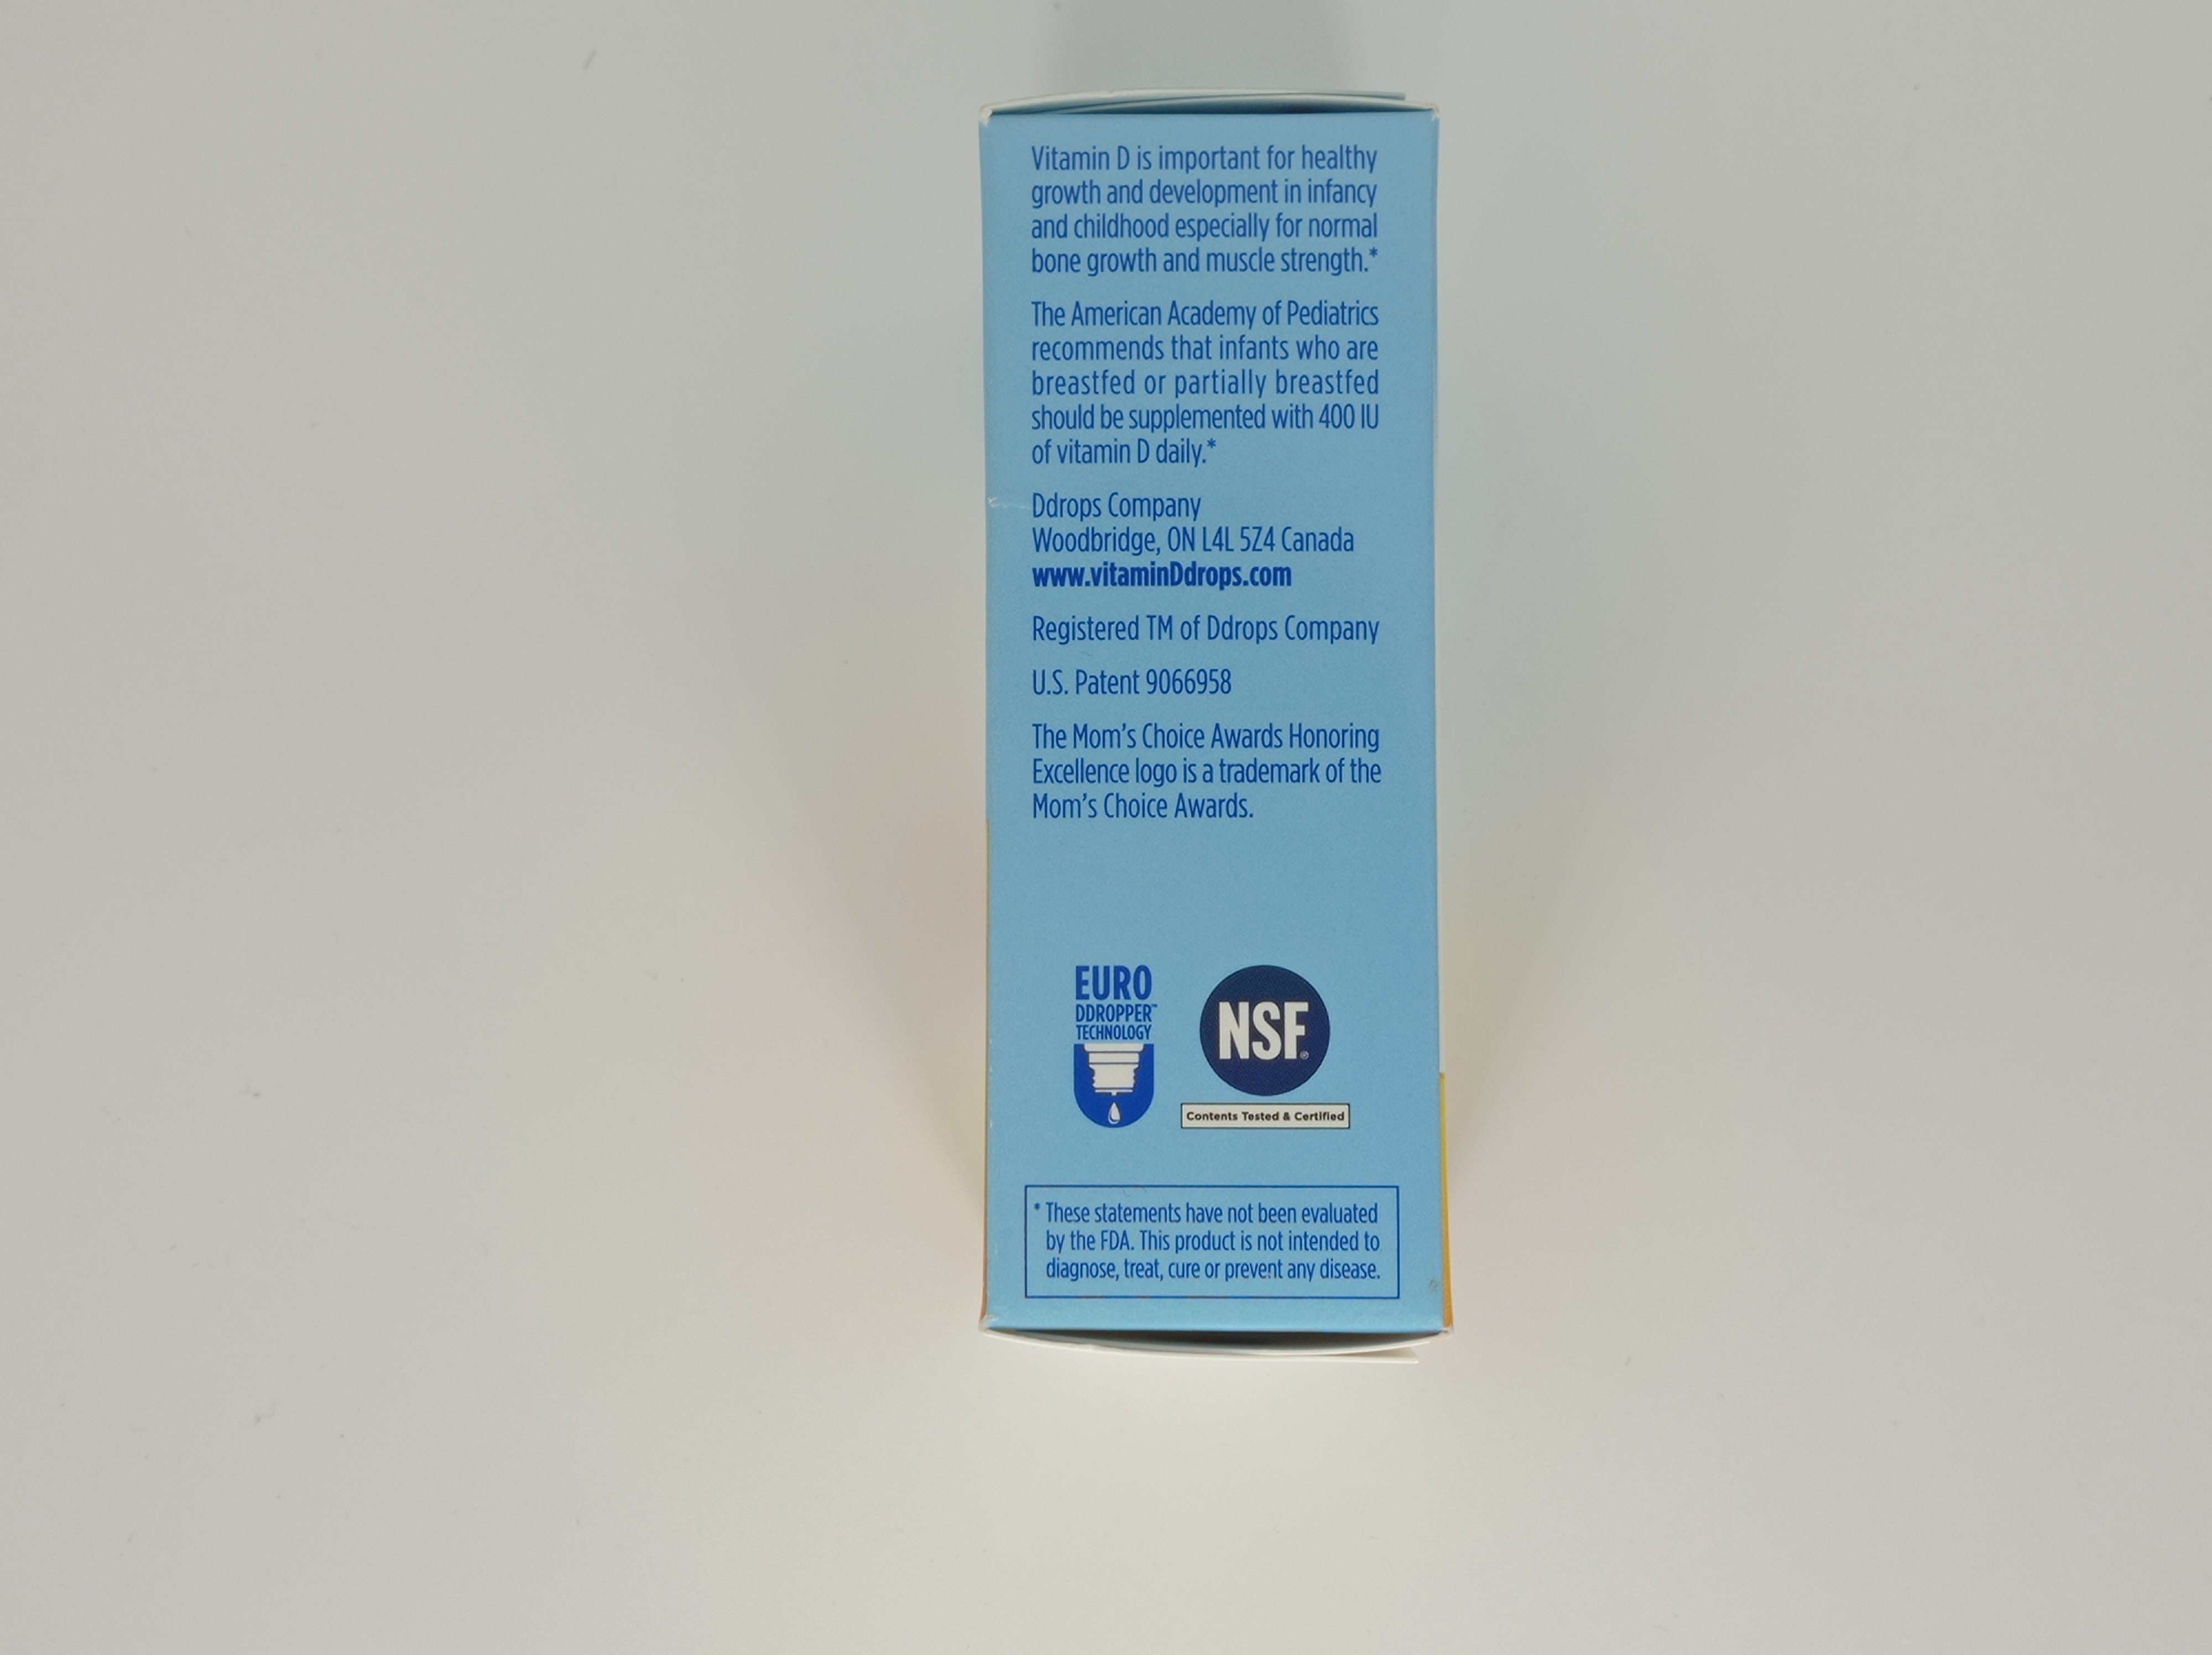 Vitamin D is important for healthy
growth and development in infancy
and childhood especially for normal
bone growth and muscle strength.*
The American Academy of Pediatrics
recommends that infants who are
breastfed or partially breastfed
should be supplemented with 400 IU
of vitamin D daily.*
Ddrops Company
Woodbridge, ON L4L 5Z4 Canada
www.vitaminDdrops.com
Registered TM of Ddrops Company
U.S. Patent 9066958
The Mom's Choice Awards Honoring
Excellence logo is a trademark of the
Mom's Choice Awards.
EURO
DDROPPER™
TECHNOLOGY
NSF®
Contents Tested & Certified
* These statements have not been evaluated
by the FDA. This product is not intended to
diagnose, treat, cure or prevent any disease.